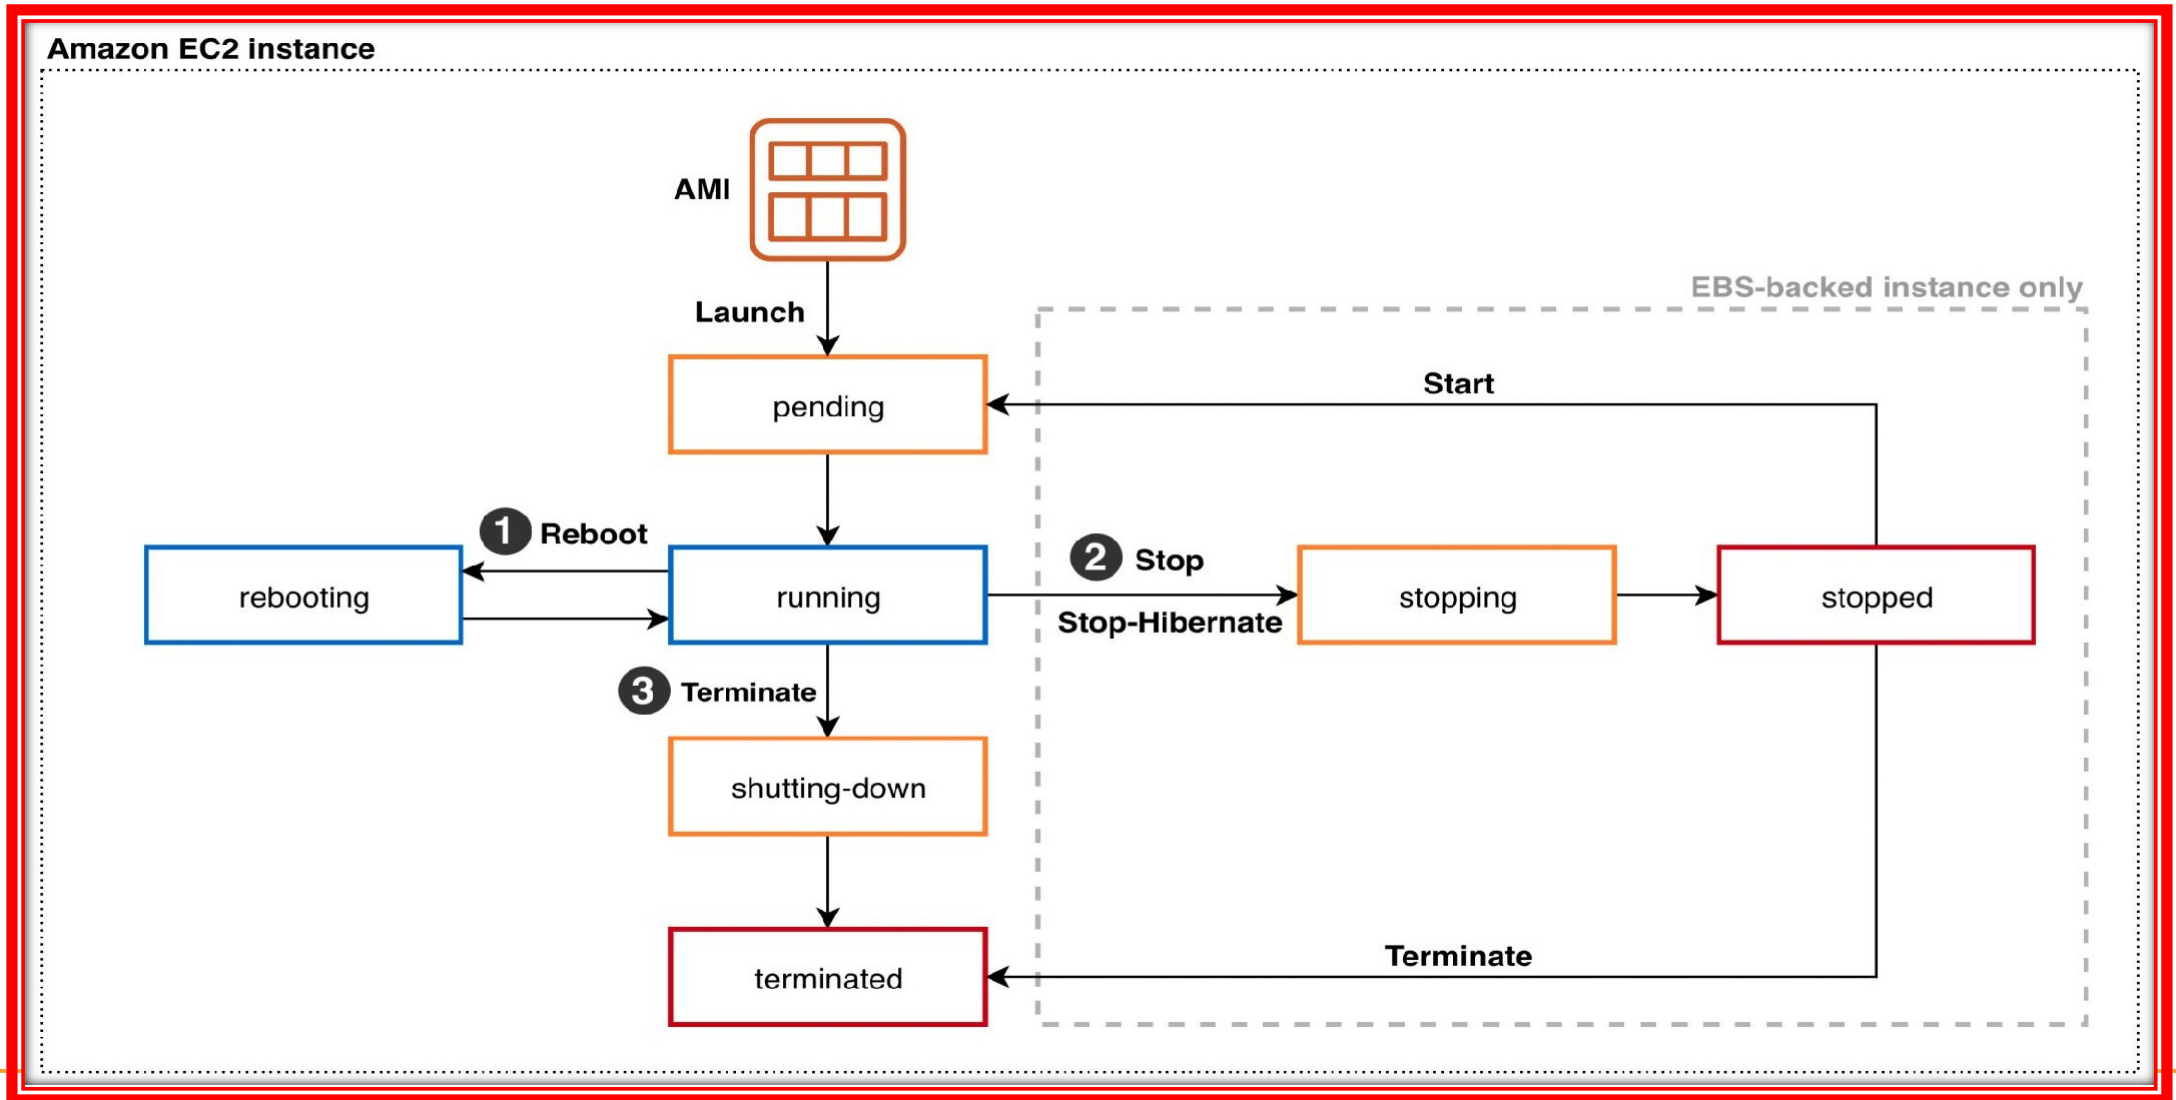 Amazon EC2 instance
AMI
Launch
EBS-backed instance only
pending
Start
1 Reboot
2 Stop
rebooting
running
Stop-Hibernate
stopping
stopped
3 Terminate
shutting-down
terminated
Terminate